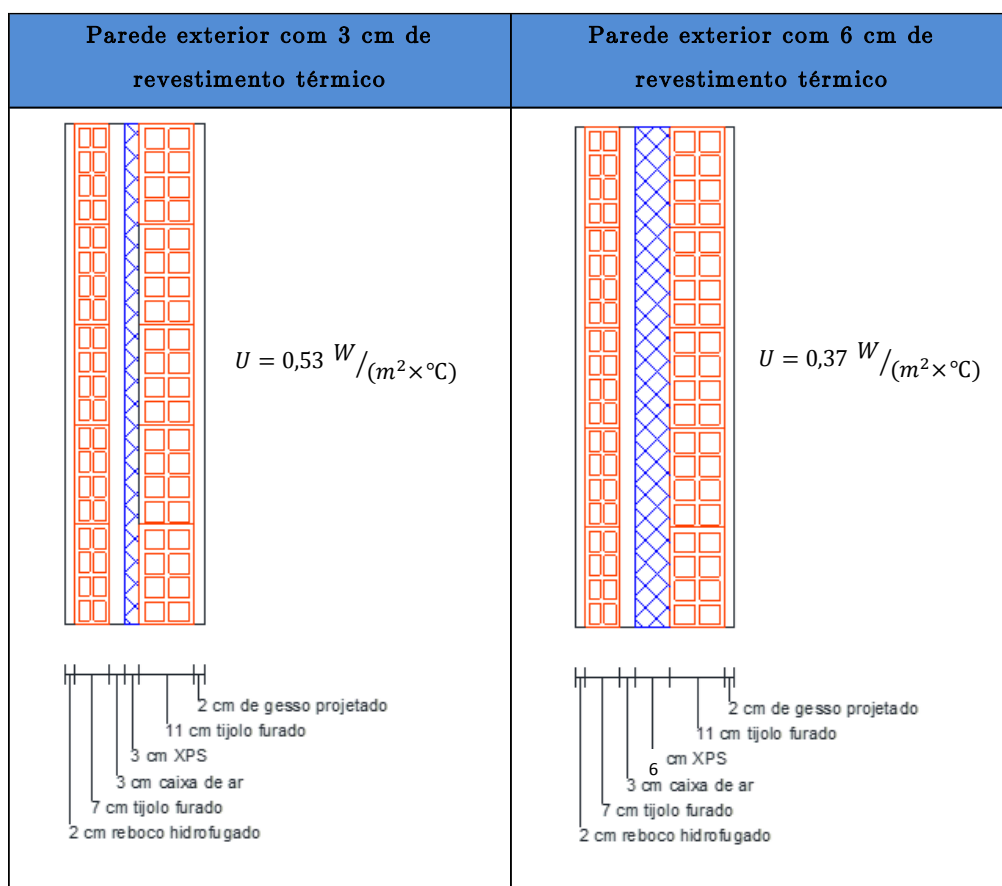 Parede exterior com 3 cm de
revestimento térmico
Parede exterior com 6 cm de
revestimento térmico
U = 0,53 W/(m²×°C)
U = 0,37 W/(m²×°C)
2 cm de gesso projetado
11 cm tijolo furado
3 cm XPS
3 cm caixa de ar
7 cm tijolo furado
2 cm reboco hidrofugado
2 cm de gesso projetado
11 cm tijolo furado
6 cm XPS
3 cm caixa de ar
7 cm tijolo furado
2 cm reboco hidrofugado